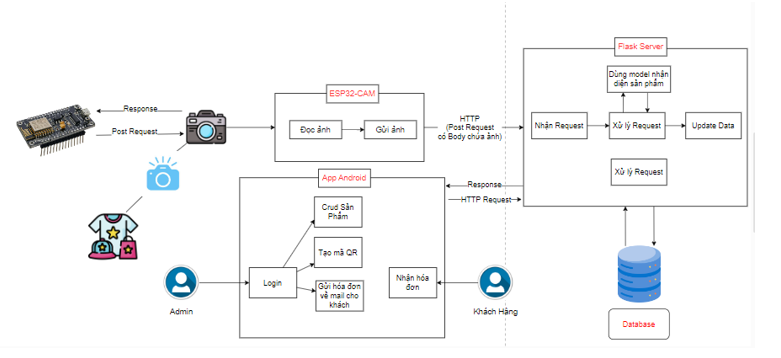 Flask Server
Dùng model nhân
diện sản phẩm
ESP32-CAM
Response
Post Request
Đọc ảnh
Gửi ảnh
HTTP
(Post Request
có Body chứa ảnh)
Nhận Request
Xử lý Request
Update Data
Xử lý Request
App Android
Response
HTTP Request
Crud Sản
Phẩm
Tạo mã QR
Login
Gửi hóa đơn
về mail cho
khách
Nhận hóa
đơn
Admin
Khách Hàng
Database